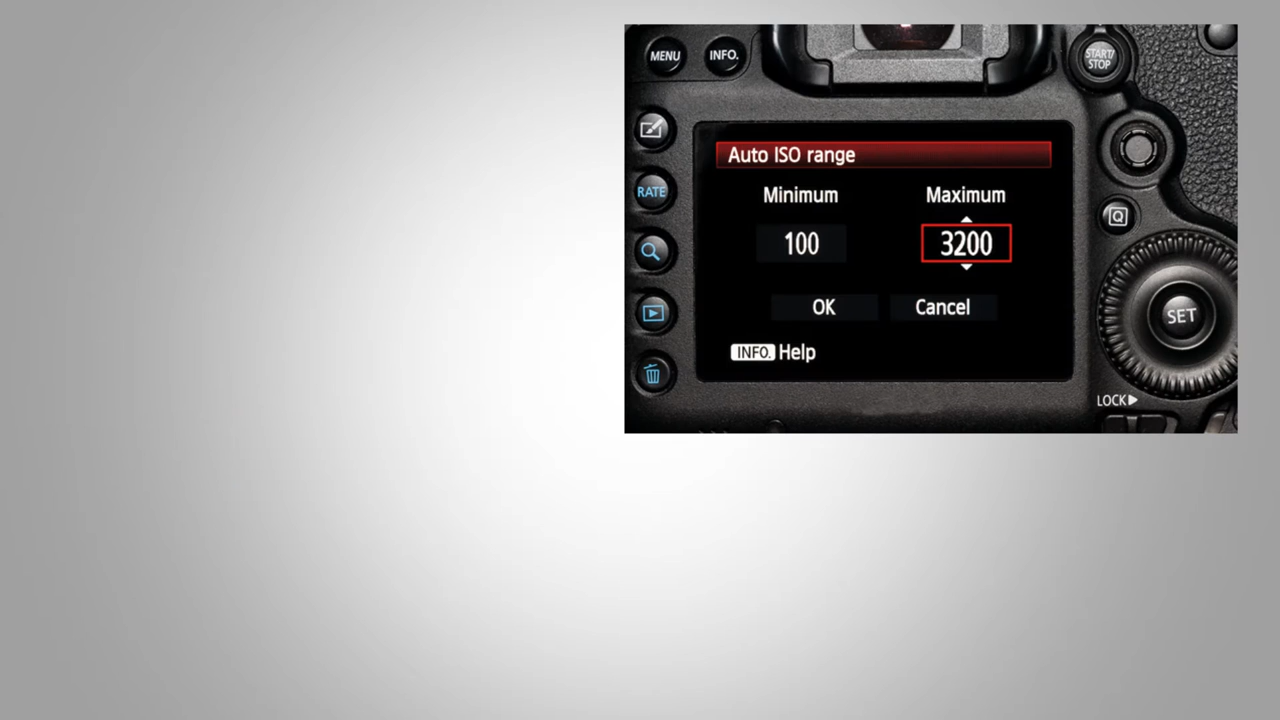 MENU INFO.
START/
STOP
RATE
Auto ISO range
Minimum Maximum
100 3200
OK Cancel
INFO. Help
Q
SET
LOCK